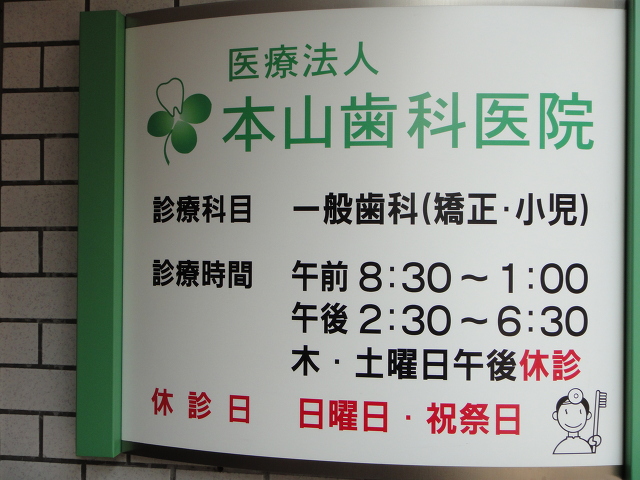 医療法人
本山歯科医院
診療科目 一般歯科(矯正·小児)
診療時間 午前 8:30～1:00
午後 2:30～6:30
木·土曜日午後休診
休診日 日曜日·祝祭日